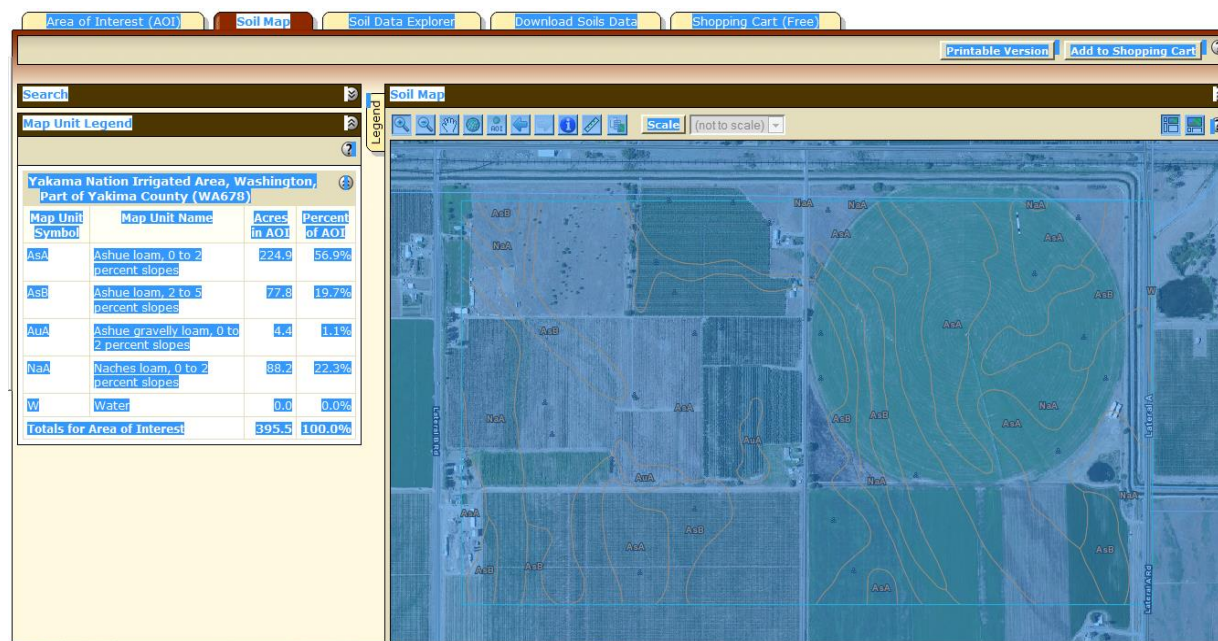 Area of Interest (AOI)
Soil Map
Soil Data Explorer
Download Soils Data
Shopping Cart (Free)
Printable Version
Add to Shopping Cart
Search
Map Unit Legend
Yakama Nation Irrigated Area, Washington,
Part of Yakima County (WA678)
Map Unit Symbol Map Unit Name Acres in AOI Percent of AOI
AsA Ashue loam, 0 to 2 percent slopes 224.9 56.9%
AsB Ashue loam, 2 to 5 percent slopes 77.8 19.7%
AuA Ashue gravelly loam, 0 to 2 percent slopes 4.4 1.1%
NaA Naches loam, 0 to 2 percent slopes 88.2 22.3%
W Water 0.0 0.0%
Totals for Area of Interest 395.5 100.0%
Legend
Soil Map
AOI
Scale (not to scale)
AsB
NaA
NaA
NaA
NaA
AsA
AsA
AsB
W
AsB
AsA
NaA
AsA
NaA
AsB
AsB
AsA
Lateral B Rd
Lateral A
AuA
AuA
NaA
NaA
AsA
AsB
AsA
AsB
AsB
AsB
AsA
Lateral A Rd